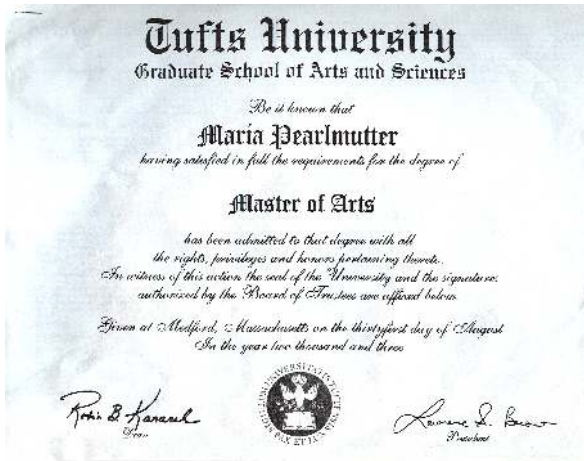 Tufts University
Graduate School of Arts and Sciences
Be it known that
Maria Pearlmutter
having satisfied in full the requirements for the degree of
Master of Arts
has been admitted to that degree with all
the rights, privileges and honors pertaining thereto.
In witness of this action the seal of the University and the signatures
authorized by the Board of Trustees are affixed below
Given at Medford, Massachusetts on the thirtyfirst day of August
In the year two thousand and three
Robin B. Kanarek
Dean
President